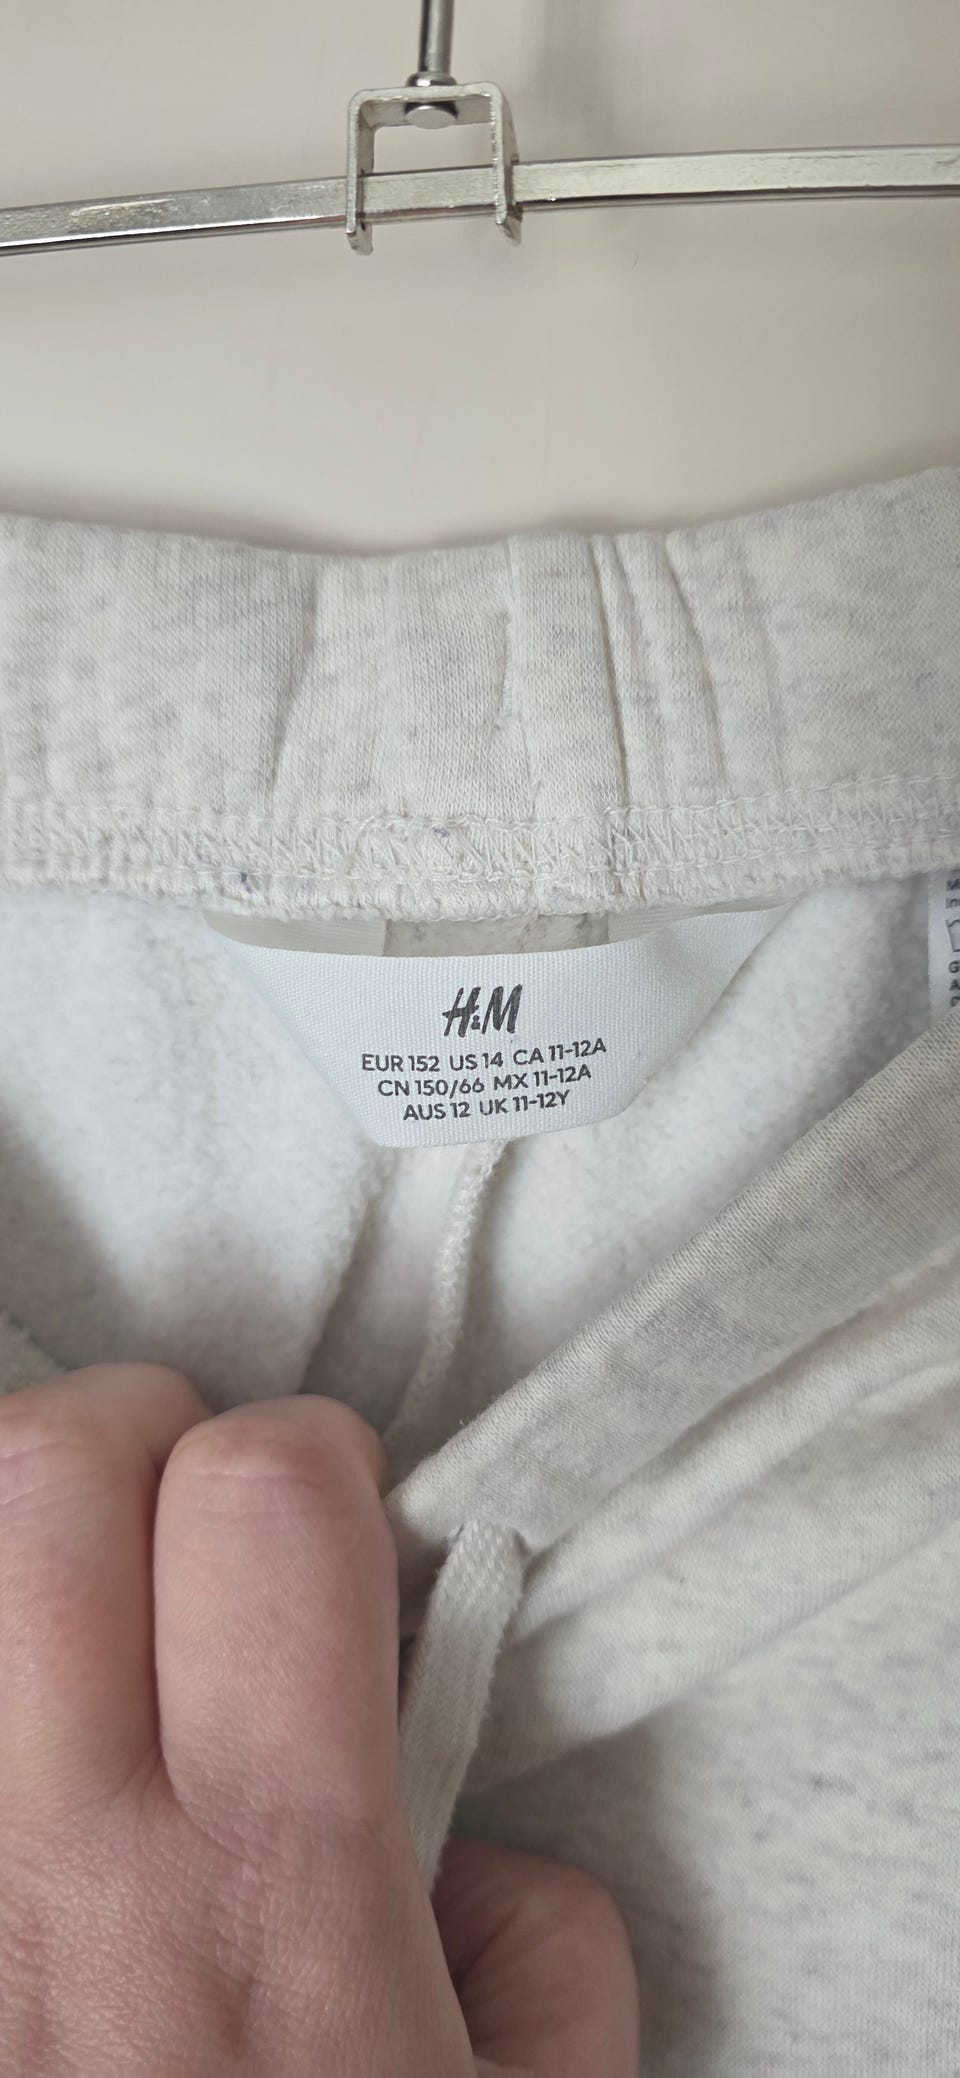 H&M
EUR 152 US 14 CA 11-12A
CN 150/66 MX 11-12A
AUS 12 UK 11-12Y